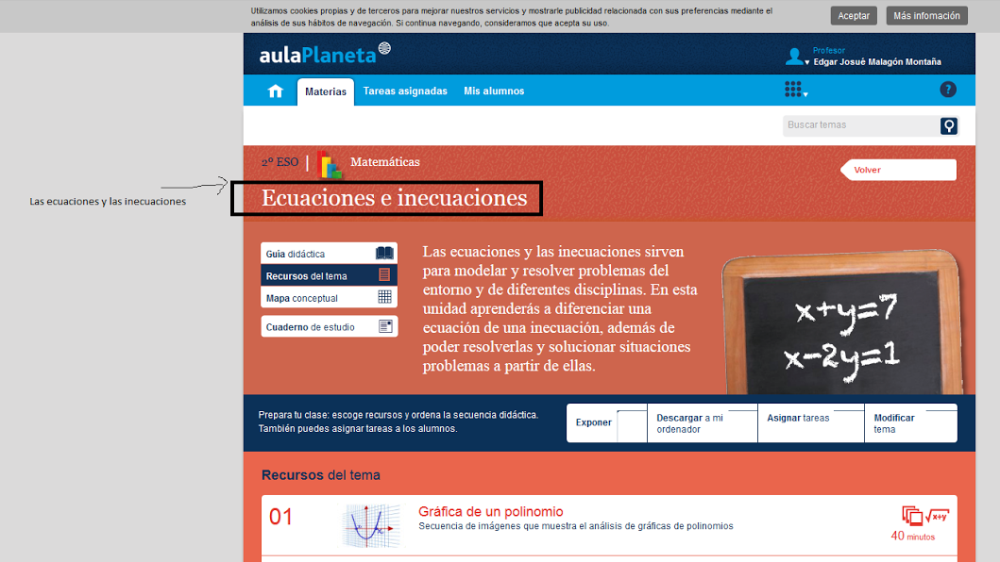 Utilizamos cookies propias y de terceros para mejorar nuestros servicios y mostrarle publicidad relacionada con sus preferencias mediante el
análisis de sus hábitos de navegación. Si continua navegando, consideramos que acepta su uso.
Aceptar
Más infomación
aulaPlaneta
Profesor
Edgar Josué Malagón Montaña
Materias
Tareas asignadas
Mis alumnos
?
Buscar temas
2º ESO
Matemáticas
Volver
Las ecuaciones y las inecuaciones
Ecuaciones e inecuaciones
Guía didáctica
Recursos del tema
Mapa conceptual
Cuaderno de estudio
Las ecuaciones y las inecuaciones sirven
para modelar y resolver problemas del
entorno y de diferentes disciplinas. En esta
unidad aprenderás a diferenciar una
ecuación de una inecuación, además de
poder resolverlas y solucionar situaciones
problemas a partir de ellas.
x+y=7
x-2y=1
Prepara tu clase: escoge recursos y ordena la secuencia didáctica.
También puedes asignar tareas a los alumnos.
Exponer
Descargar a mi
ordenador
Asignar tareas
Modificar
tema
Recursos del tema
01
Gráfica de un polinomio
Secuencia de imágenes que muestra el análisis de gráficas de polinomios
√x+y
40 minutos